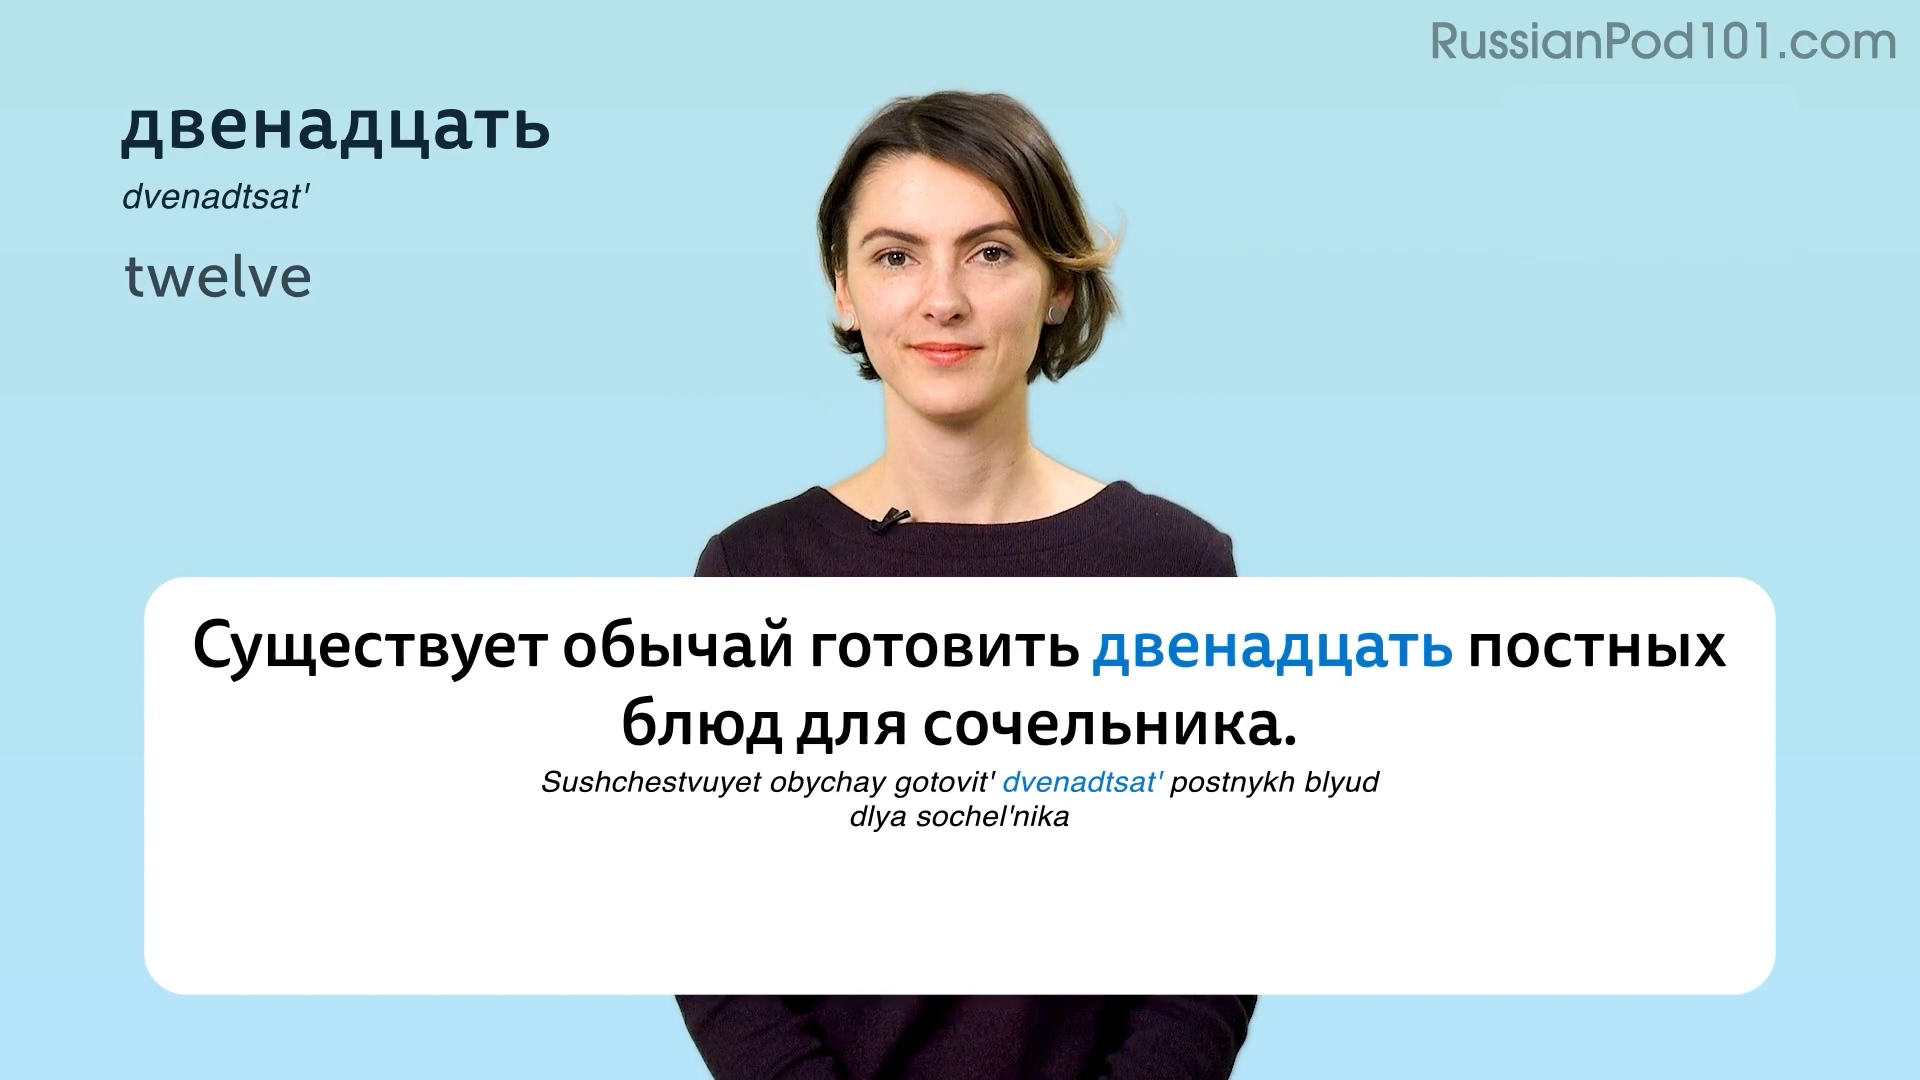 RussianPod101.com
двенадцать
dvenadtsat'
twelve
Существует обычай готовить двенадцать постных
блюд для сочельника.
Sushchestvuyet obychay gotovit' dvenadtsat' postnykh blyud
dlya sochel'nika